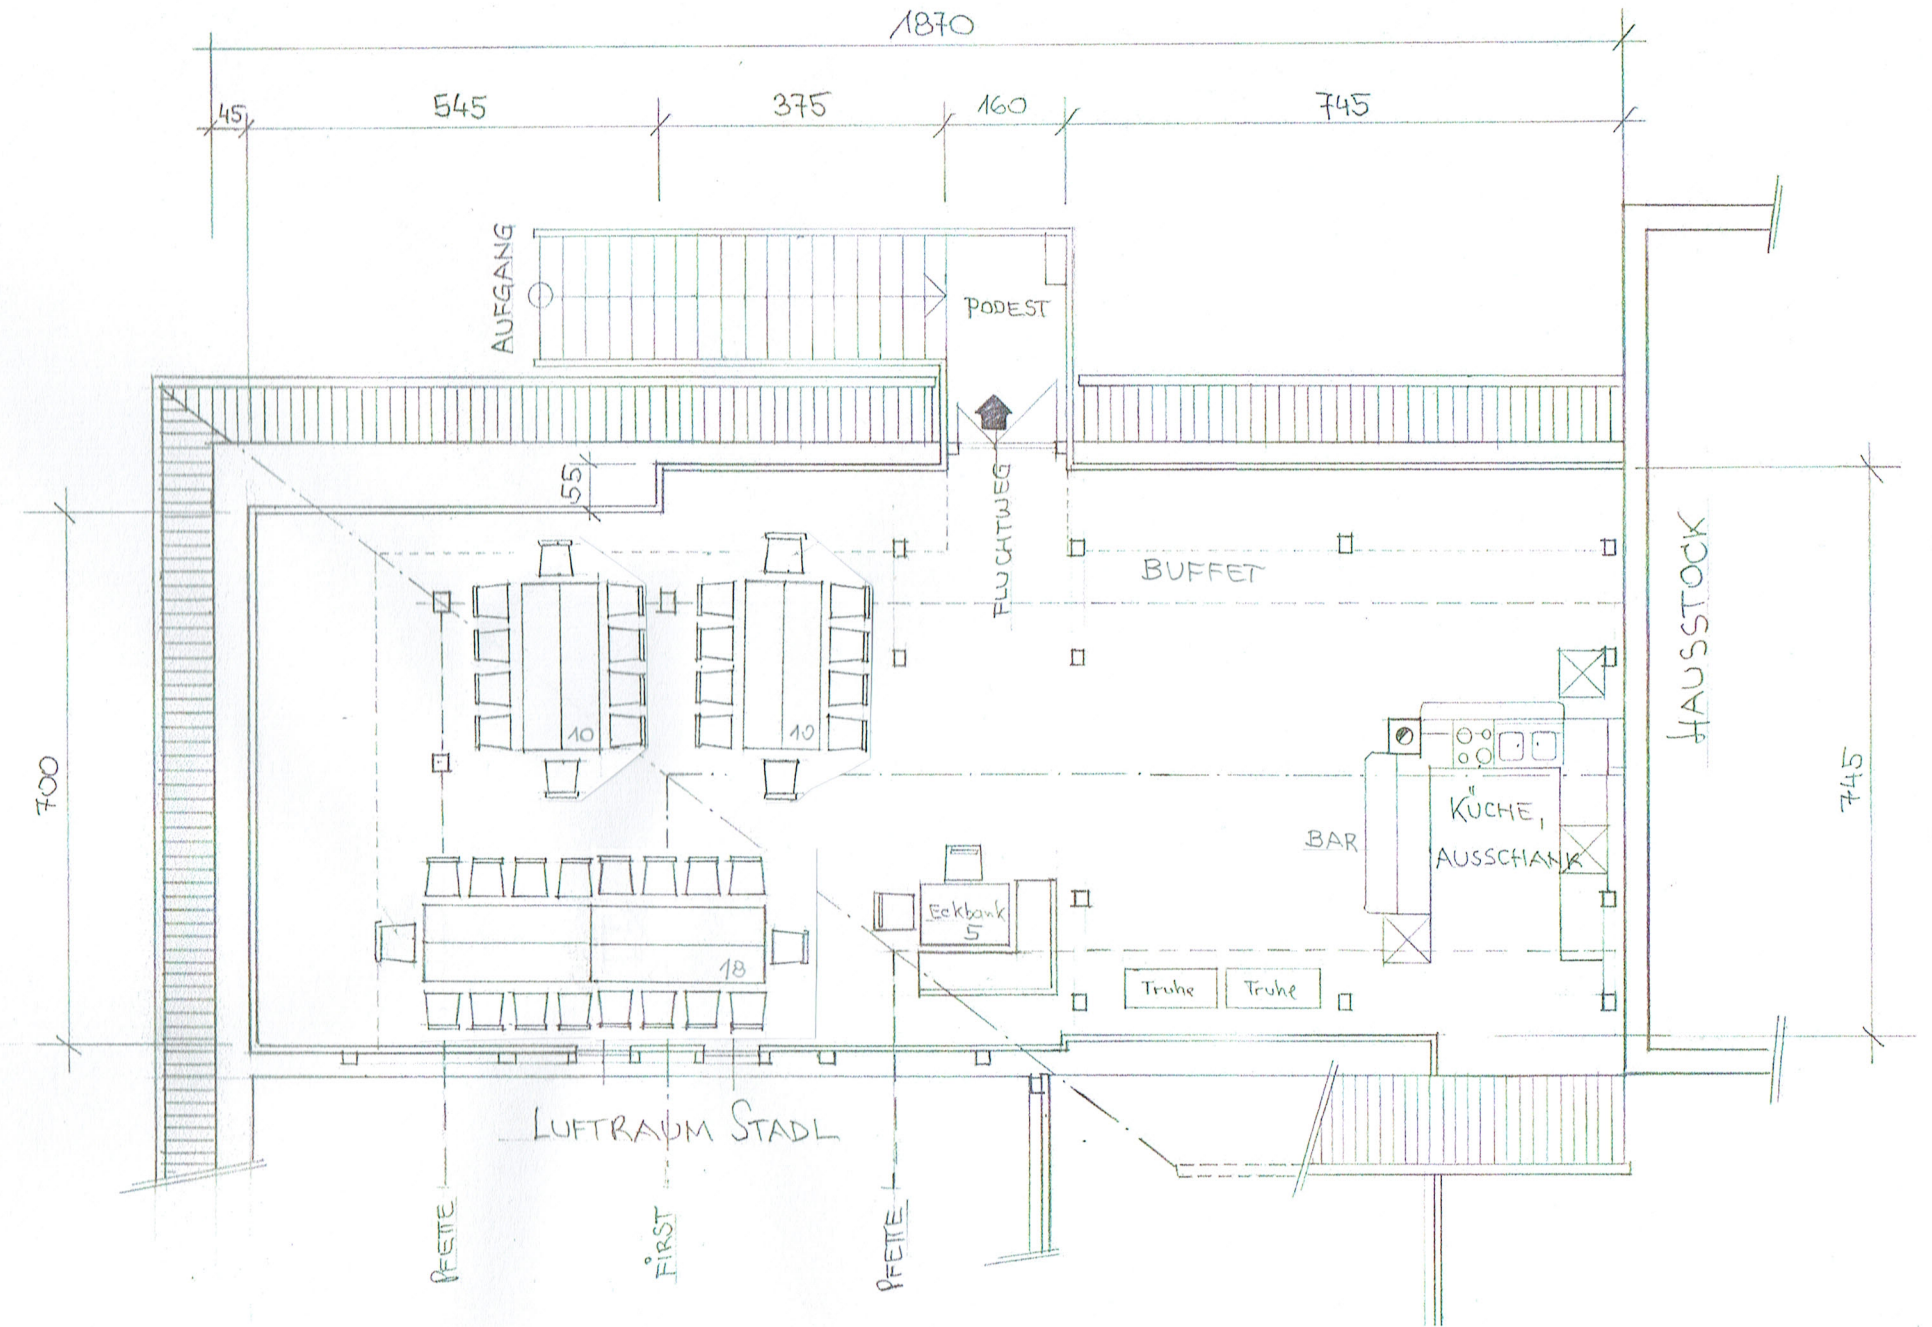 1870
45
545
375
160
745
AUFGANG
PODEST
55
FLUCHTWEG
BUFFET
HAUSSTOCK
10
10
700
745
KÜCHE,
AUSSCHANK
BAR
Eckbank
5
18
Truhe
Truhe
LUFTRAUM STADL
PFETTE
FIRST
PFETTE